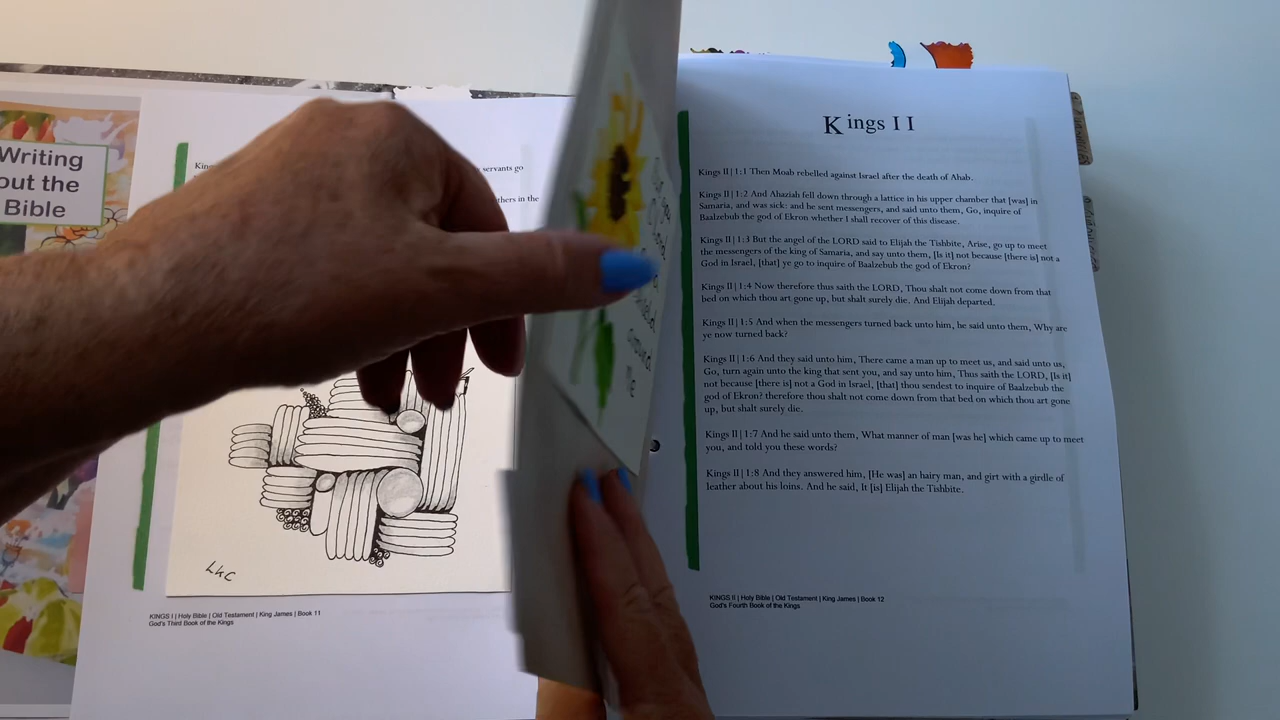 Writing
out the
Bible
servants go
thers in the
LKC
KINGS I | Holy Bible | Old Testament | King James | Book 11
God's Third Book of the Kings
me
Kings II
Kings II | 1:1 Then Moab rebelled against Israel after the death of Ahab.
Kings II | 1:2 And Ahaziah fell down through a lattice in his upper chamber that [was] in
Samaria, and was sick: and he sent messengers, and said unto them, Go, inquire of
Baalzebub the god of Ekron whether I shall recover of this disease.
Kings II | 1:3 But the angel of the LORD said to Elijah the Tishbite, Arise, go up to meet
the messengers of the king of Samaria, and say unto them, [Is it] not because [there is] not a
God in Israel, [that] ye go to inquire of Baalzebub the god of Ekron?
Kings II | 1:4 Now therefore thus saith the LORD, Thou shalt not come down from that
bed on which thou art gone up, but shalt surely die. And Elijah departed.
Kings II | 1:5 And when the messengers turned back unto him, he said unto them, Why are
ye now turned back?
Kings II | 1:6 And they said unto him, There came a man up to meet us, and said unto us,
Go, turn again unto the king that sent you, and say unto him, Thus saith the LORD, [Is it]
not because [there is] not a God in Israel, [that] thou sendest to inquire of Baalzebub the
god of Ekron? therefore thou shalt not come down from that bed on which thou art gone
up, but shalt surely die.
Kings II | 1:7 And he said unto them, What manner of man [was he] which came up to meet
you, and told you these words?
Kings II | 1:8 And they answered him, [He was] an hairy man, and girt with a girdle of
leather about his loins. And he said, It [is] Elijah the Tishbite.
KINGS II | Holy Bible | Old Testament | King James | Book 12
God's Fourth Book of the Kings